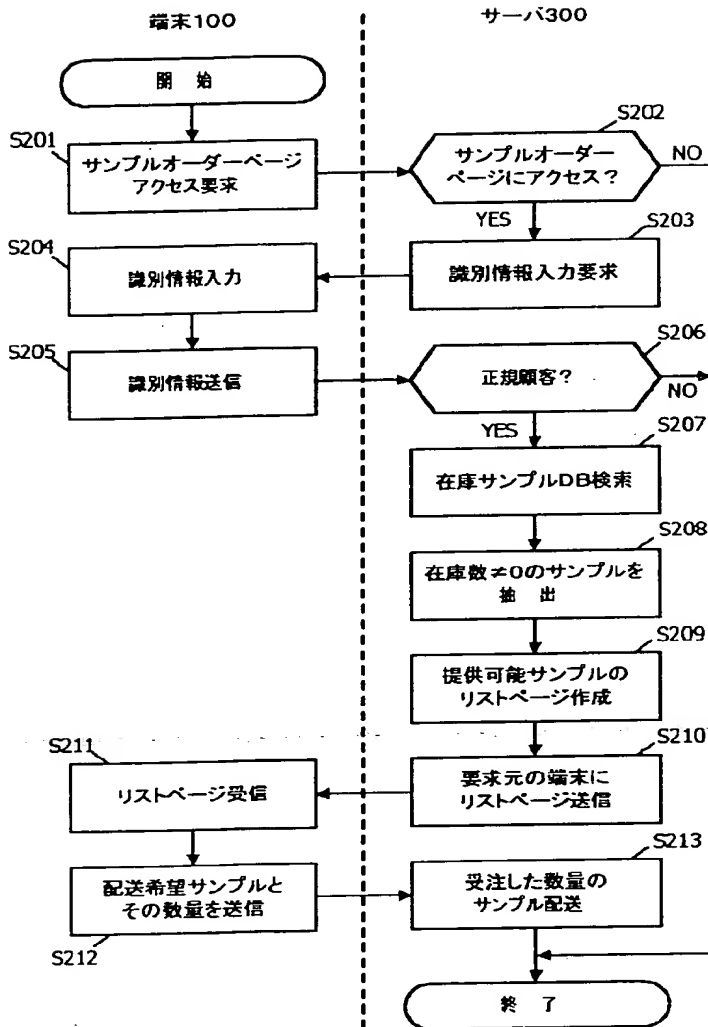 端末100
サーバ300
開 始
S201
サンプルオーダーページ
アクセス要求
S202
サンプルオーダー
ページにアクセス?
NO
YES
S203
識別情報入力要求
S204
識別情報入力
S205
識別情報送信
S206
正規顧客?
NO
YES
S207
在庫サンプルDB検索
S208
在庫数≠0のサンプルを
抽 出
S209
提供可能サンプルの
リストページ作成
S210
要求元の端末に
リストページ送信
S211
リストページ受信
S212
配送希望サンプルと
その数量を送信
S213
受注した数量の
サンプル配送
終 了